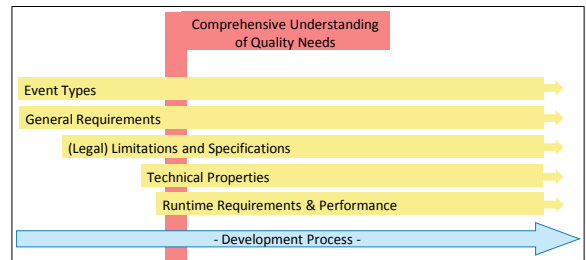 Comprehensive Understanding
of Quality Needs
Event Types
General Requirements
(Legal) Limitations and Specifications
Technical Properties
Runtime Requirements & Performance
- Development Process -